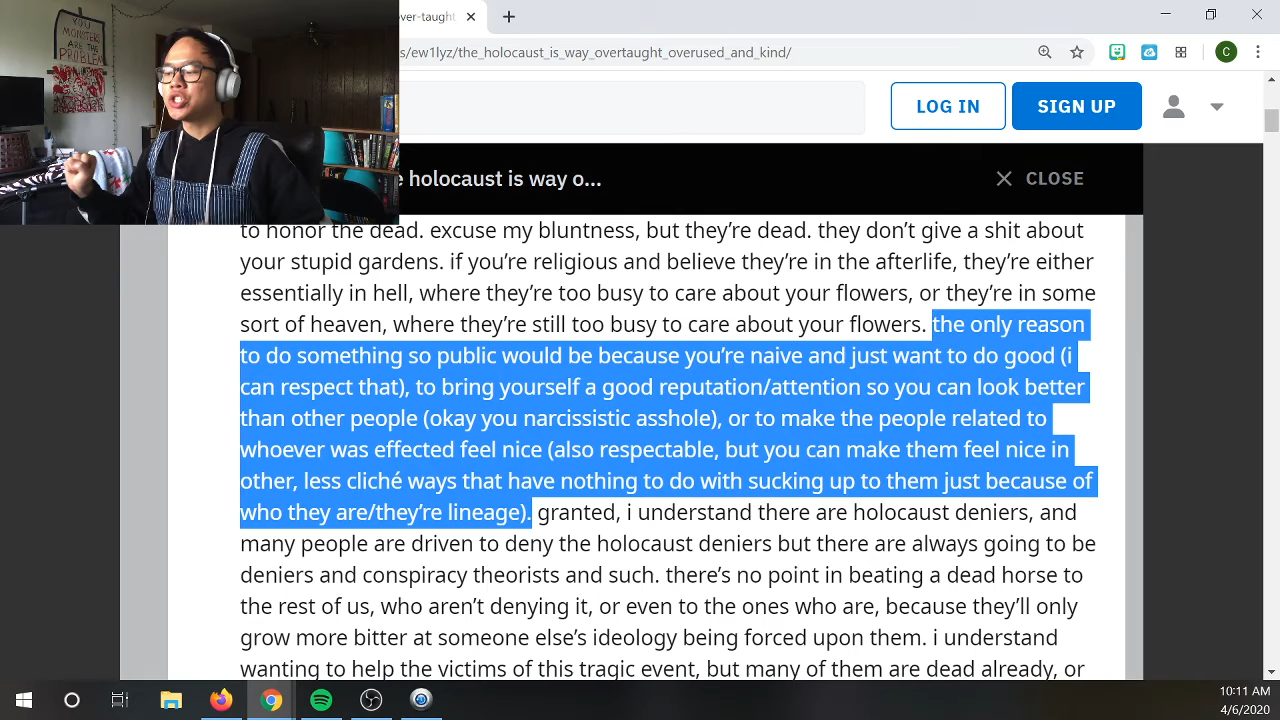 YOU
MONSTERS
ARE THE
PROBLEM
over-taught
s/ew1lyz/the_holocaust_is_way_overtaught_overused_and_kind/
C
LOG IN
SIGN UP
e holocaust is way o...
CLOSE
to honor the dead. excuse my bluntness, but they're dead. they don't give a shit about
your stupid gardens. if you're religious and believe they're in the afterlife, they're either
essentially in hell, where they're too busy to care about your flowers, or they're in some
sort of heaven, where they're still too busy to care about your flowers. the only reason
to do something so public would be because you're naive and just want to do good (i
can respect that), to bring yourself a good reputation/attention so you can look better
than other people (okay you narcissistic asshole), or to make the people related to
whoever was effected feel nice (also respectable, but you can make them feel nice in
other, less cliché ways that have nothing to do with sucking up to them just because of
who they are/they're lineage). granted, i understand there are holocaust deniers, and
many people are driven to deny the holocaust deniers but there are always going to be
deniers and conspiracy theorists and such. there's no point in beating a dead horse to
the rest of us, who aren't denying it, or even to the ones who are, because they'll only
grow more bitter at someone else's ideology being forced upon them. i understand
wanting to help the victims of this tragic event, but many of them are dead already, or
10:11 AM
4/6/2020